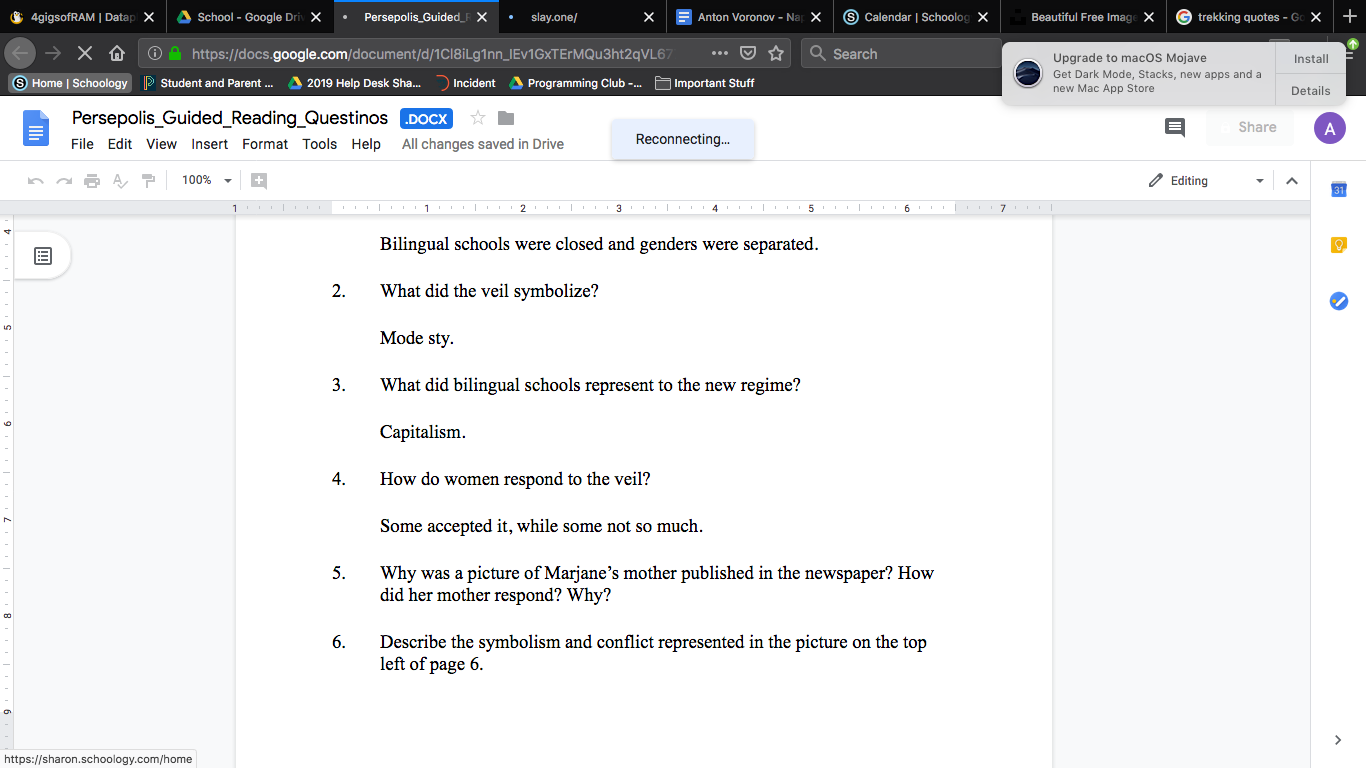 4gigsofRAM | Datap
School - Google Driv
Persepolis_Guided_R
slay.one/
Anton Voronov - Na
Calendar | Schoolog
Beautiful Free Image
trekking quotes - Go
https://docs.google.com/document/d/1Cl8iLg1nn_IEv1GxTErMQu3ht2qVL67
Search
Upgrade to macOS Mojave
Get Dark Mode, Stacks, new apps and a
new Mac App Store
Install
Details
Home | Schoology
Student and Parent ...
2019 Help Desk Sha...
Incident
Programming Club -...
Important Stuff
Persepolis_Guided_Reading_Questinos .DOCX
File Edit View Insert Format Tools Help All changes saved in Drive
Reconnecting...
Share
A
100%
Editing
31
1 1 2 3 4 5 6 7
4
5
6
7
8
9
Bilingual schools were closed and genders were separated.
2. What did the veil symbolize?
Mode sty.
3. What did bilingual schools represent to the new regime?
Capitalism.
4. How do women respond to the veil?
Some accepted it, while some not so much.
5. Why was a picture of Marjane’s mother published in the newspaper? How
did her mother respond? Why?
6. Describe the symbolism and conflict represented in the picture on the top
left of page 6.
https://sharon.schoology.com/home